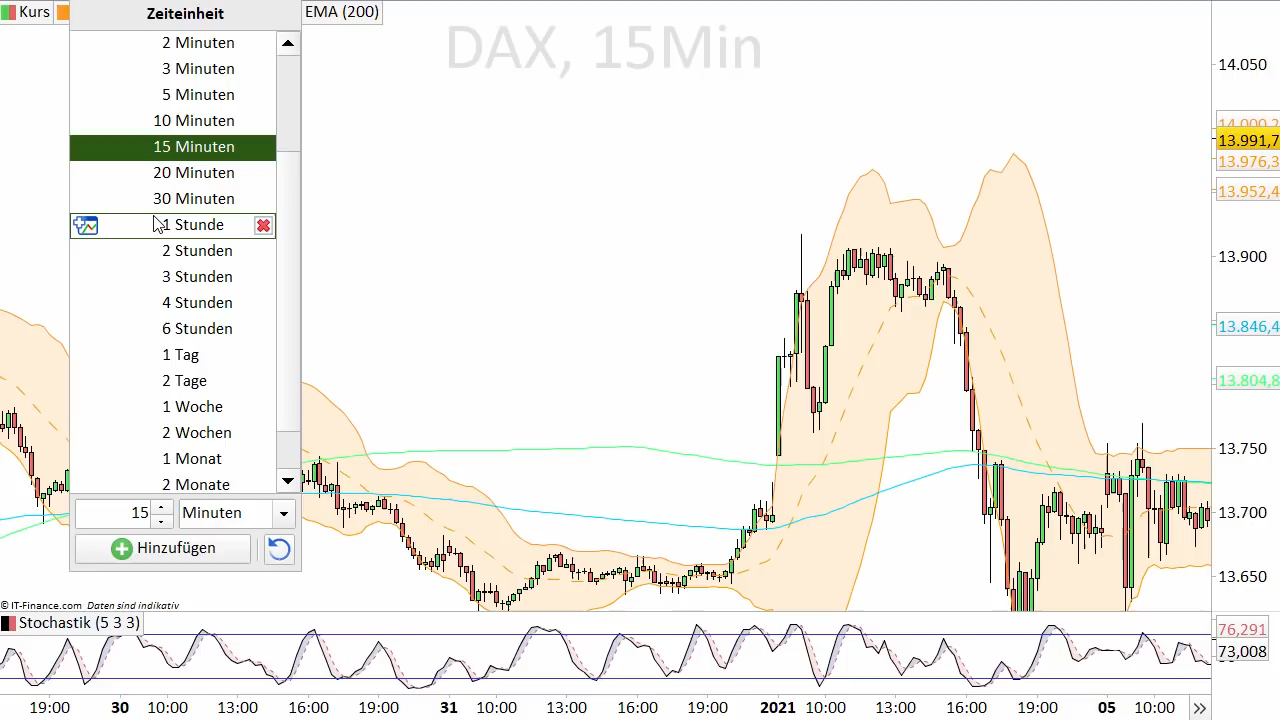 Kurs
EMA (200)
DAX, 15Min
Zeiteinheit
2 Minuten
3 Minuten
5 Minuten
10 Minuten
15 Minuten
20 Minuten
30 Minuten
1 Stunde
2 Stunden
3 Stunden
4 Stunden
6 Stunden
1 Tag
2 Tage
1 Woche
2 Wochen
1 Monat
2 Monate
15 Minuten
Hinzufügen
14.050
14.000,2
13.991,7
13.976,3
13.952,4
13.900
13.846,4
13.804,8
13.750
13.700
13.650
© IT-Finance.com Daten sind indikativ
Stochastik (5 3 3)
76,291
73,008
19:00 30 10:00 13:00 16:00 19:00 31 10:00 13:00 16:00 19:00 2021 10:00 13:00 16:00 19:00 05 10:00 »